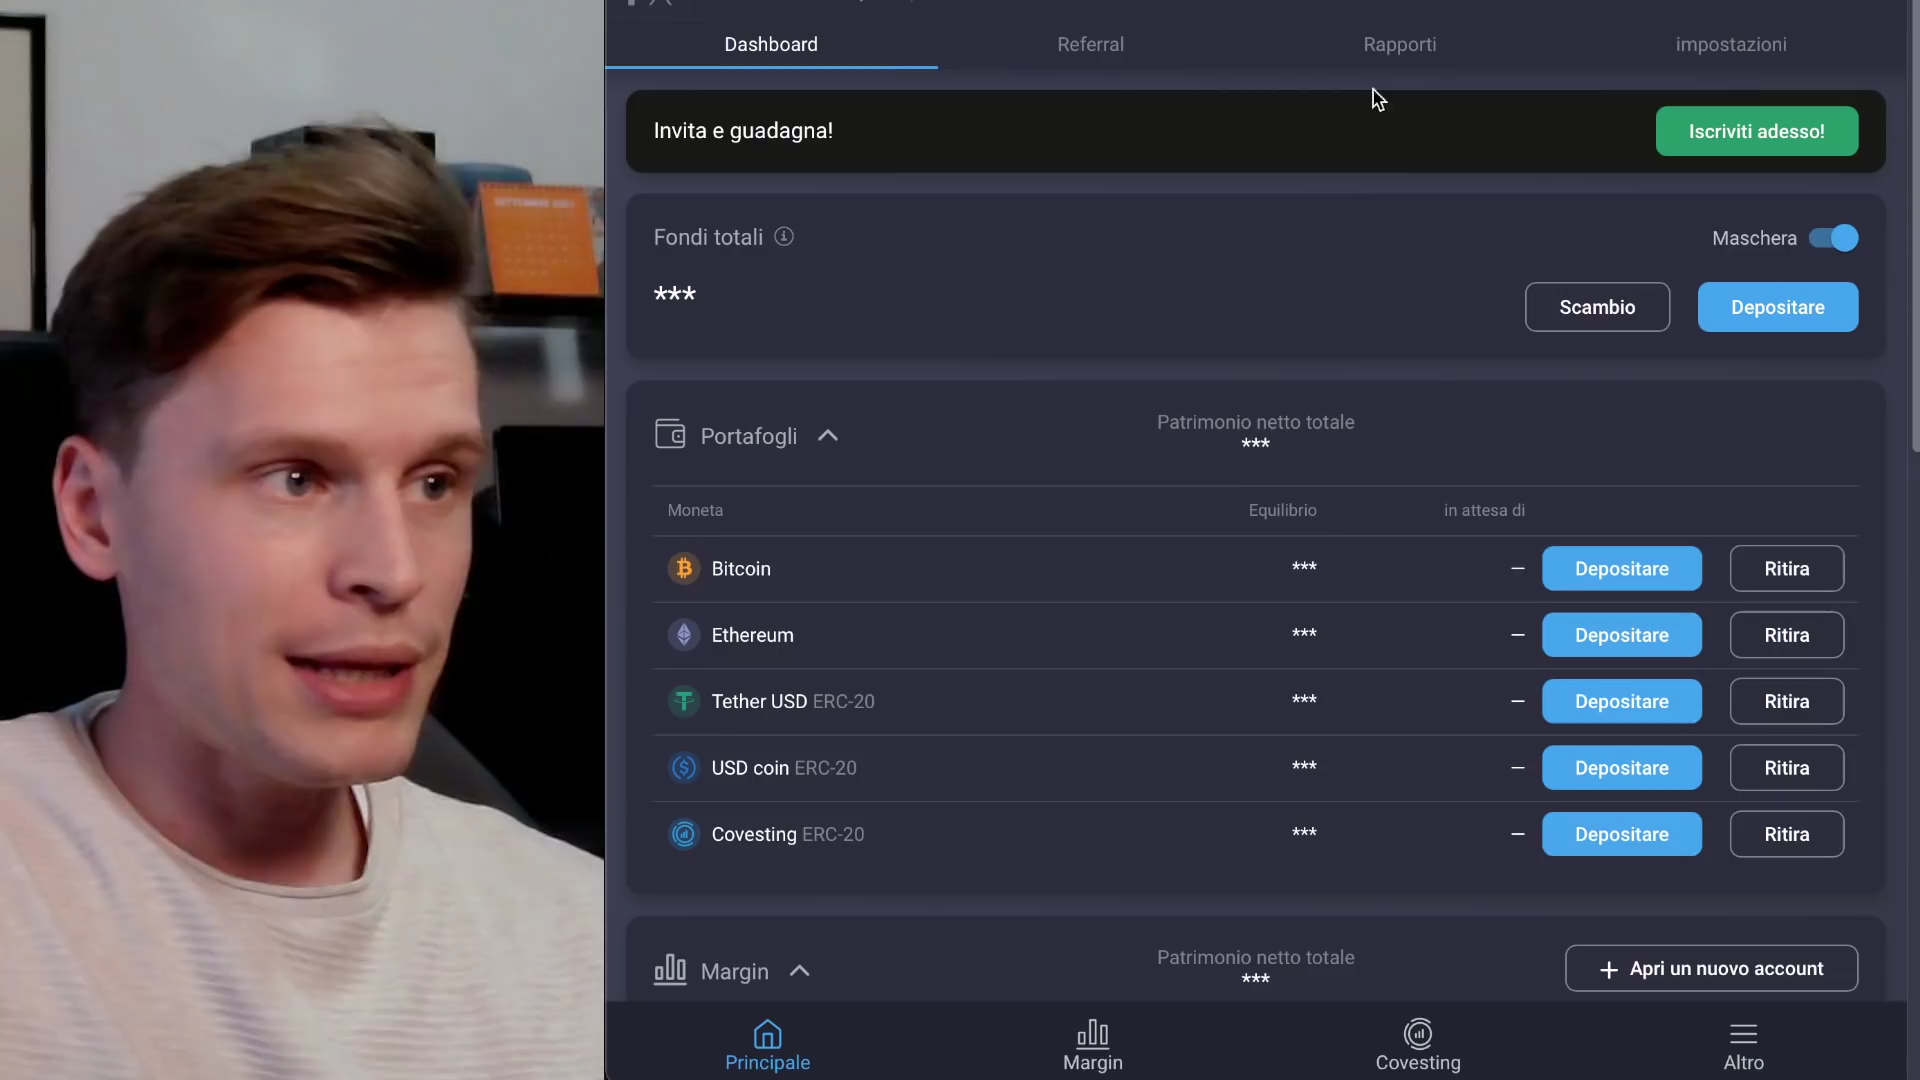 Dashboard Referral Rapporti impostazioni
Invita e guadagna! Iscriviti adesso!
Fondi totali Maschera
*** Scambio Depositare
Portafogli Patrimonio netto totale
***
Moneta Equilibrio in attesa di
Bitcoin *** – Depositare Ritira
Ethereum *** – Depositare Ritira
Tether USD ERC-20 *** – Depositare Ritira
USD coin ERC-20 *** – Depositare Ritira
Covesting ERC-20 *** – Depositare Ritira
Margin Patrimonio netto totale + Apri un nuovo account
***
Principale Margin Covesting Altro